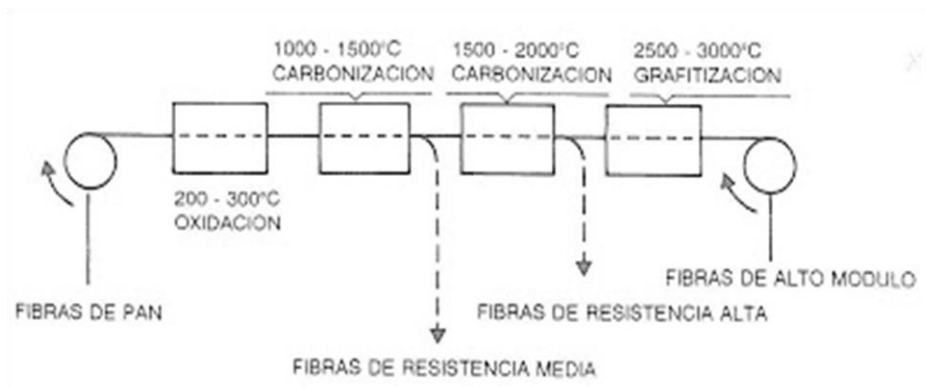 1000 - 1500°C
CARBONIZACION
1500 - 2000°C
CARBONIZACION
2500 - 3000°C
GRAFITIZACION
200 - 300°C
OXIDACION
FIBRAS DE PAN
FIBRAS DE ALTO MODULO
FIBRAS DE RESISTENCIA ALTA
FIBRAS DE RESISTENCIA MEDIA